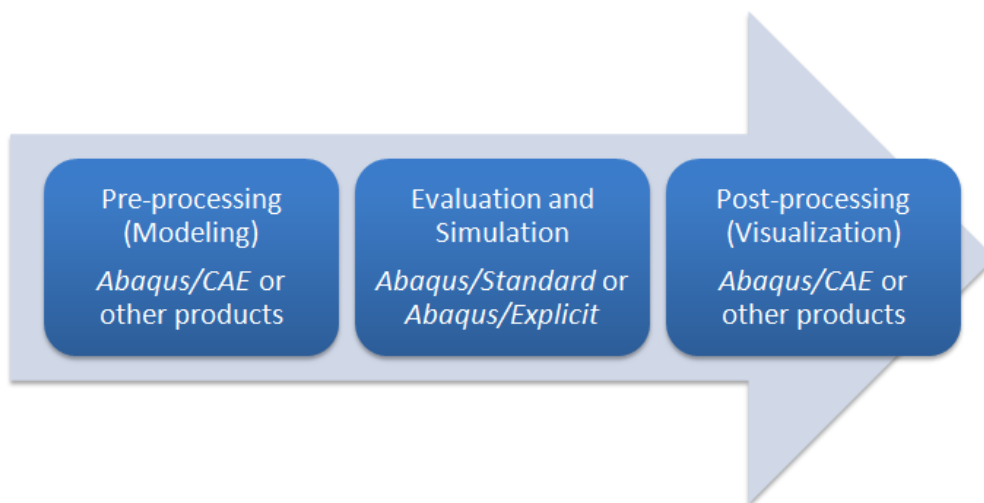 Pre-processing
(Modeling)
Abaqus/CAE or
other products
Evaluation and
Simulation
Abaqus/Standard or
Abaqus/Explicit
Post-processing
(Visualization)
Abaqus/CAE or
other products